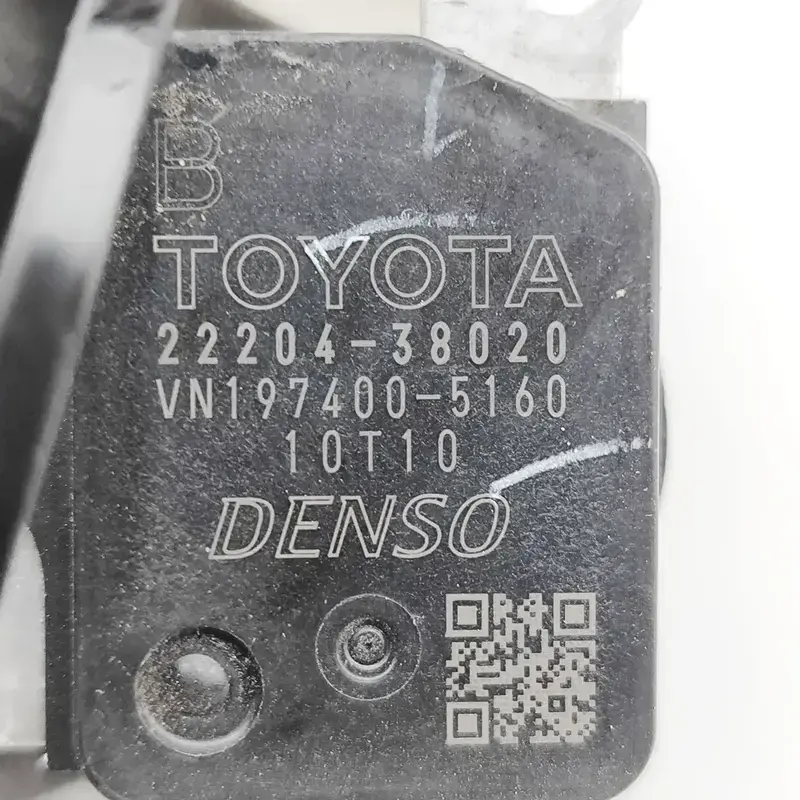 B
TOYOTA
22204-38020
VN197400-5160
10T10
DENSO